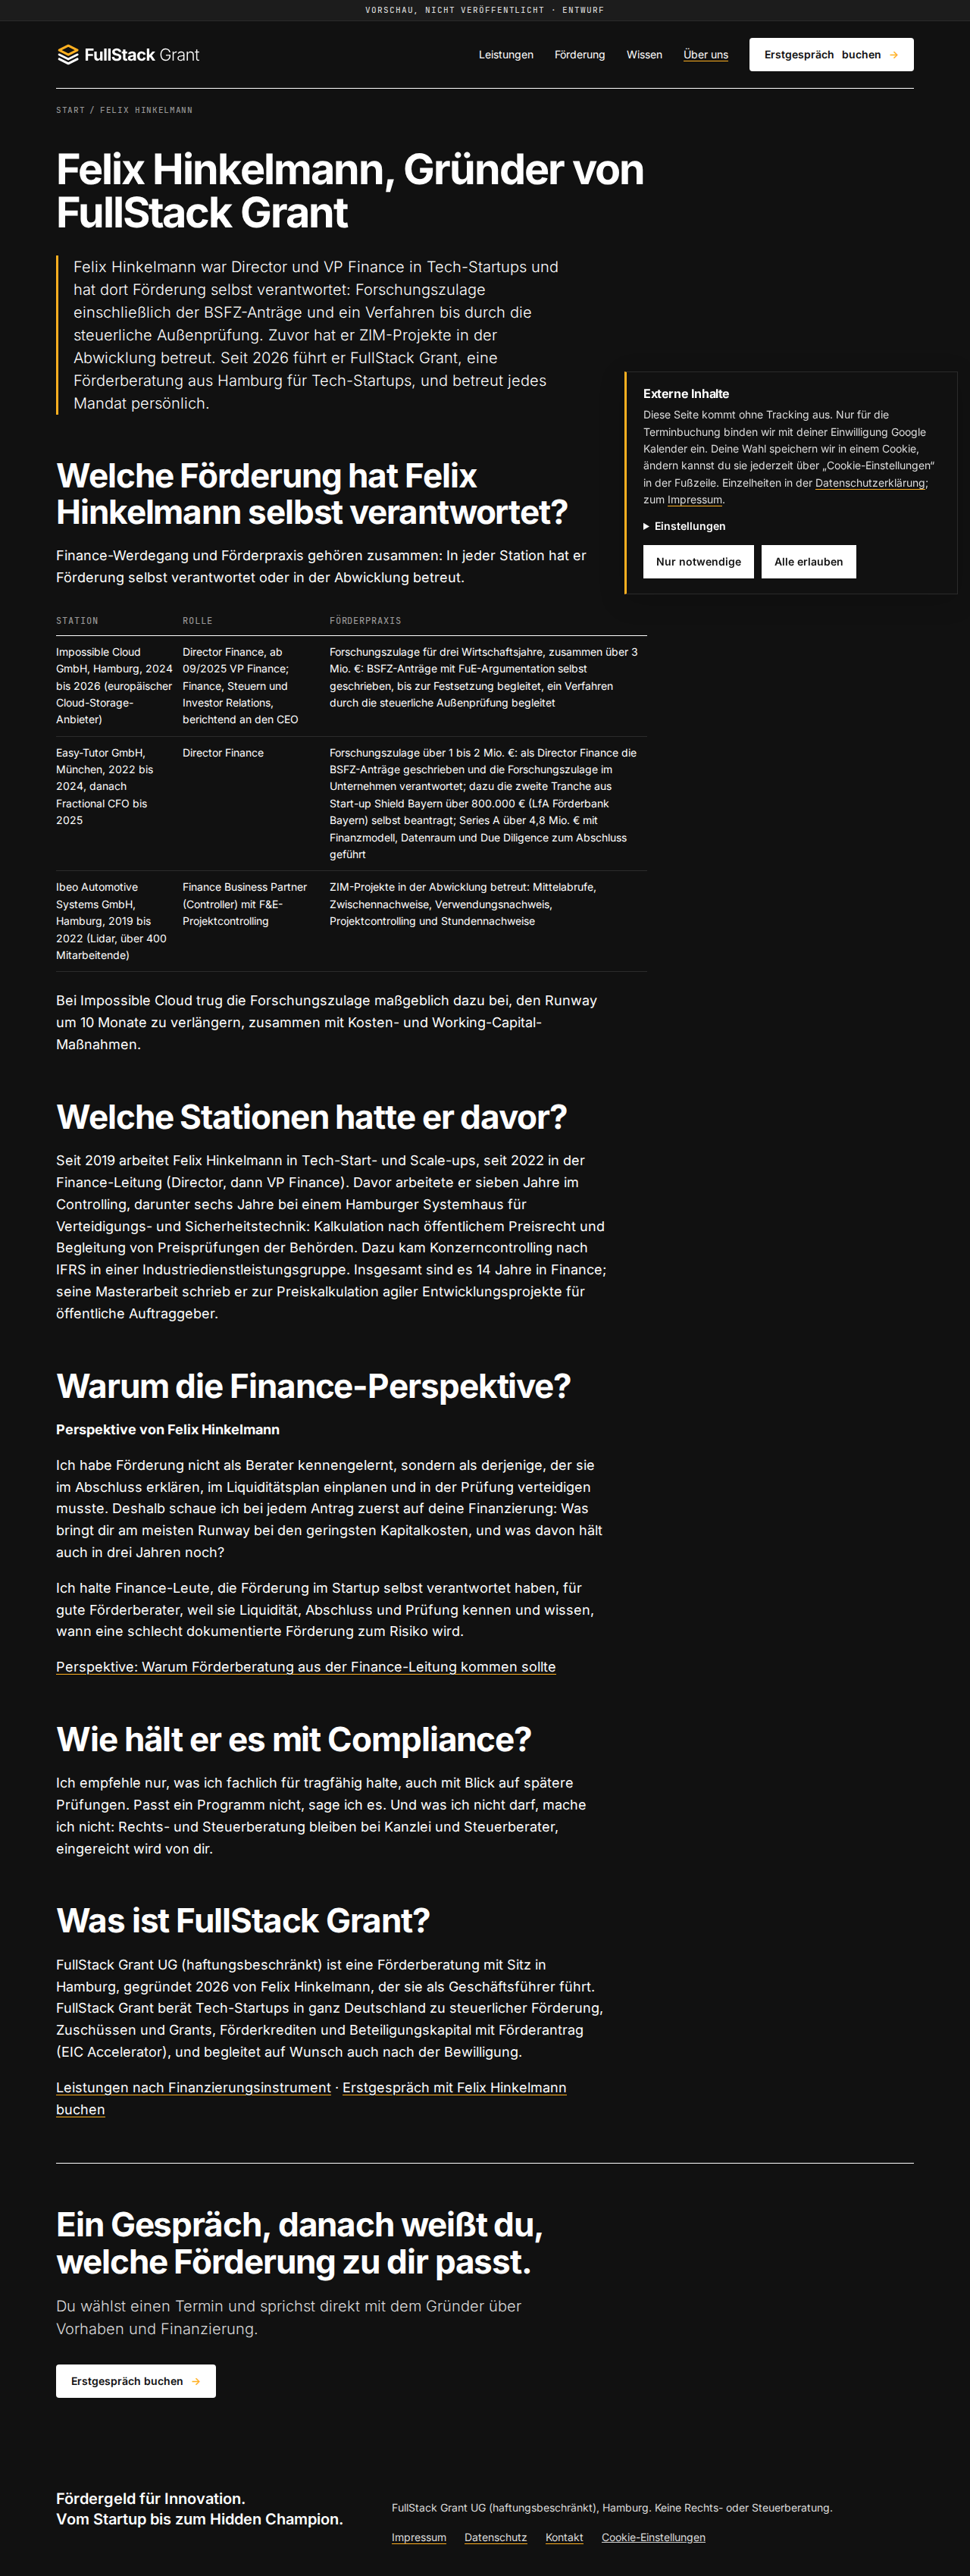 VORSCHAU, NICHT VERÖFFENTLICHT · ENTWURF
FullStack Grant
Leistungen Förderung Wissen Über uns Erstgespräch buchen →
START / FELIX HINKELMANN
Felix Hinkelmann, Gründer von
FullStack Grant
Felix Hinkelmann war Director und VP Finance in Tech-Startups und
hat dort Förderung selbst verantwortet: Forschungszulage
einschließlich der BSFZ-Anträge und ein Verfahren bis durch die
steuerliche Außenprüfung. Zuvor hat er ZIM-Projekte in der
Abwicklung betreut. Seit 2026 führt er FullStack Grant, eine
Förderberatung aus Hamburg für Tech-Startups, und betreut jedes
Mandat persönlich.
Externe Inhalte
Diese Seite kommt ohne Tracking aus. Nur für die
Terminbuchung binden wir mit deiner Einwilligung Google
Kalender ein. Deine Wahl speichern wir in einem Cookie,
ändern kannst du sie jederzeit über „Cookie-Einstellungen“
in der Fußzeile. Einzelheiten in der Datenschutzerklärung;
zum Impressum.
▶ Einstellungen
Nur notwendige Alle erlauben
Welche Förderung hat Felix
Hinkelmann selbst verantwortet?
Finance-Werdegang und Förderpraxis gehören zusammen: In jeder Station hat er
Förderung selbst verantwortet oder in der Abwicklung betreut.
STATION ROLLE FÖRDERPRAXIS
Impossible Cloud
GmbH, Hamburg, 2024
bis 2026 (europäischer
Cloud-Storage-
Anbieter)
Director Finance, ab
09/2025 VP Finance;
Finance, Steuern und
Investor Relations,
berichtend an den CEO
Forschungszulage für drei Wirtschaftsjahre, zusammen über 3
Mio. €: BSFZ-Anträge mit FuE-Argumentation selbst
geschrieben, bis zur Festsetzung begleitet, ein Verfahren
durch die steuerliche Außenprüfung begleitet
Easy-Tutor GmbH,
München, 2022 bis
2024, danach
Fractional CFO bis
2025
Director Finance
Forschungszulage über 1 bis 2 Mio. €: als Director Finance die
BSFZ-Anträge geschrieben und die Forschungszulage im
Unternehmen verantwortet; dazu die zweite Tranche aus
Start-up Shield Bayern über 800.000 € (LfA Förderbank
Bayern) selbst beantragt; Series A über 4,8 Mio. € mit
Finanzmodell, Datenraum und Due Diligence zum Abschluss
geführt
Ibeo Automotive
Systems GmbH,
Hamburg, 2019 bis
2022 (Lidar, über 400
Mitarbeitende)
Finance Business Partner
(Controller) mit F&E-
Projektcontrolling
ZIM-Projekte in der Abwicklung betreut: Mittelabrufe,
Zwischennachweise, Verwendungsnachweis,
Projektcontrolling und Stundennachweise
Bei Impossible Cloud trug die Forschungszulage maßgeblich dazu bei, den Runway
um 10 Monate zu verlängern, zusammen mit Kosten- und Working-Capital-
Maßnahmen.
Welche Stationen hatte er davor?
Seit 2019 arbeitet Felix Hinkelmann in Tech-Start- und Scale-ups, seit 2022 in der
Finance-Leitung (Director, dann VP Finance). Davor arbeitete er sieben Jahre im
Controlling, darunter sechs Jahre bei einem Hamburger Systemhaus für
Verteidigungs- und Sicherheitstechnik: Kalkulation nach öffentlichem Preisrecht und
Begleitung von Preisprüfungen der Behörden. Dazu kam Konzerncontrolling nach
IFRS in einer Industriedienstleistungsgruppe. Insgesamt sind es 14 Jahre in Finance;
seine Masterarbeit schrieb er zur Preiskalkulation agiler Entwicklungsprojekte für
öffentliche Auftraggeber.
Warum die Finance-Perspektive?
Perspektive von Felix Hinkelmann
Ich habe Förderung nicht als Berater kennengelernt, sondern als derjenige, der sie
im Abschluss erklären, im Liquiditätsplan einplanen und in der Prüfung verteidigen
musste. Deshalb schaue ich bei jedem Antrag zuerst auf deine Finanzierung: Was
bringt dir am meisten Runway bei den geringsten Kapitalkosten, und was davon hält
auch in drei Jahren noch?
Ich halte Finance-Leute, die Förderung im Startup selbst verantwortet haben, für
gute Förderberater, weil sie Liquidität, Abschluss und Prüfung kennen und wissen,
wann eine schlecht dokumentierte Förderung zum Risiko wird.
Perspektive: Warum Förderberatung aus der Finance-Leitung kommen sollte
Wie hält er es mit Compliance?
Ich empfehle nur, was ich fachlich für tragfähig halte, auch mit Blick auf spätere
Prüfungen. Passt ein Programm nicht, sage ich es. Und was ich nicht darf, mache
ich nicht: Rechts- und Steuerberatung bleiben bei Kanzlei und Steuerberater,
eingereicht wird von dir.
Was ist FullStack Grant?
FullStack Grant UG (haftungsbeschränkt) ist eine Förderberatung mit Sitz in
Hamburg, gegründet 2026 von Felix Hinkelmann, der sie als Geschäftsführer führt.
FullStack Grant berät Tech-Startups in ganz Deutschland zu steuerlicher Förderung,
Zuschüssen und Grants, Förderkrediten und Beteiligungskapital mit Förderantrag
(EIC Accelerator), und begleitet auf Wunsch auch nach der Bewilligung.
Leistungen nach Finanzierungsinstrument · Erstgespräch mit Felix Hinkelmann
buchen
Ein Gespräch, danach weißt du,
welche Förderung zu dir passt.
Du wählst einen Termin und sprichst direkt mit dem Gründer über
Vorhaben und Finanzierung.
Erstgespräch buchen →
Fördergeld für Innovation.
Vom Startup bis zum Hidden Champion.
FullStack Grant UG (haftungsbeschränkt), Hamburg. Keine Rechts- oder Steuerberatung.
Impressum Datenschutz Kontakt Cookie-Einstellungen